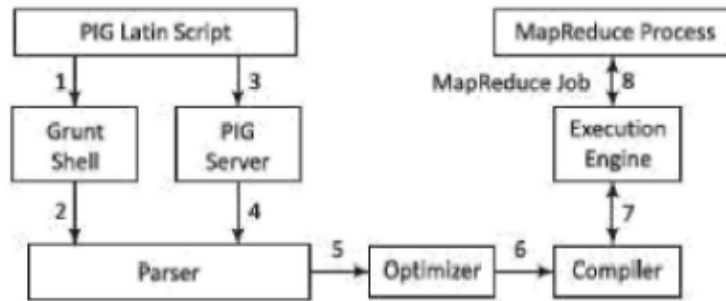 PIG Latin Script
MapReduce Process
1
3
MapReduce Job
8
Grunt
Shell
PIG
Server
Execution
Engine
2
4
7
Parser
5
Optimizer
6
Compiler